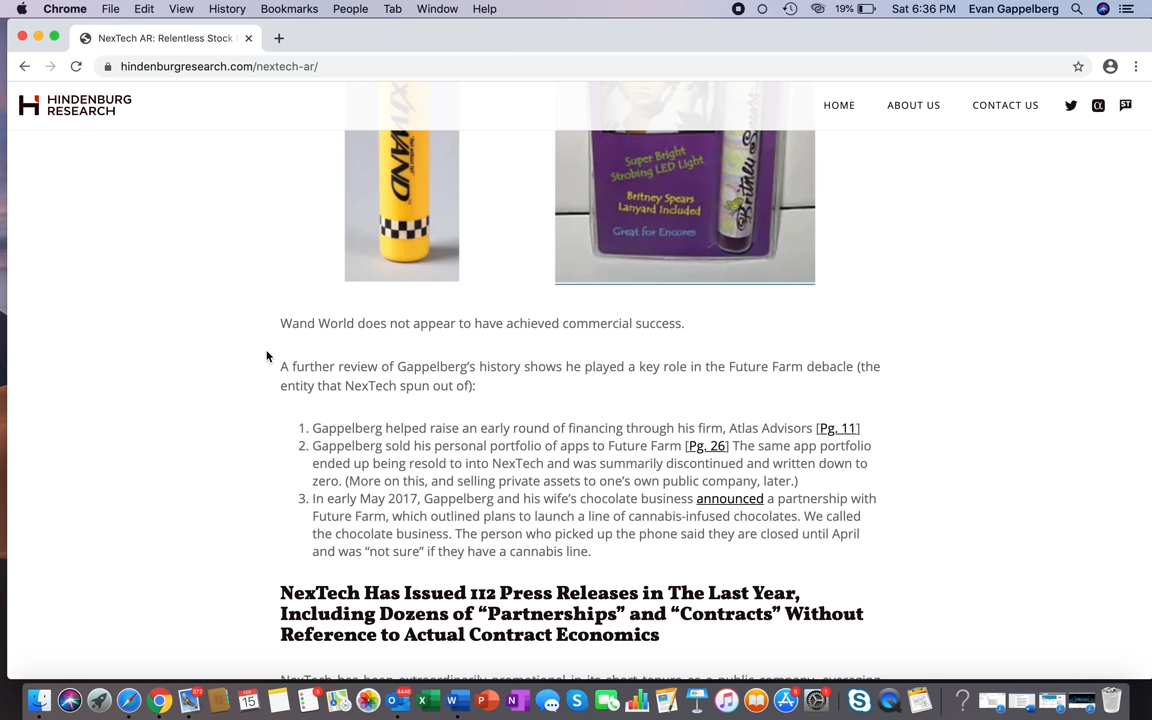 Chrome File Edit View History Bookmarks People Tab Window Help 19% Sat 6:36 PM Evan Gappelberg
NexTech AR: Relentless Stock
hindenburgresearch.com/nextech-ar/
HINDENBURG
RESEARCH
HOME ABOUT US CONTACT US
WAND
Super Bright
Strobing LED Light
Britney Spears
Lanyard Included
Great for Encores
Wand World does not appear to have achieved commercial success.
A further review of Gappelberg's history shows he played a key role in the Future Farm debacle (the
entity that NexTech spun out of):
1. Gappelberg helped raise an early round of financing through his firm, Atlas Advisors [Pg. 11]
2. Gappelberg sold his personal portfolio of apps to Future Farm [Pg. 26] The same app portfolio
ended up being resold to into NexTech and was summarily discontinued and written down to
zero. (More on this, and selling private assets to one's own public company, later.)
3. In early May 2017, Gappelberg and his wife's chocolate business announced a partnership with
Future Farm, which outlined plans to launch a line of cannabis-infused chocolates. We called
the chocolate business. The person who picked up the phone said they are closed until April
and was “not sure” if they have a cannabis line.
NexTech Has Issued 112 Press Releases in The Last Year,
Including Dozens of “Partnerships” and “Contracts” Without
Reference to Actual Contract Economics